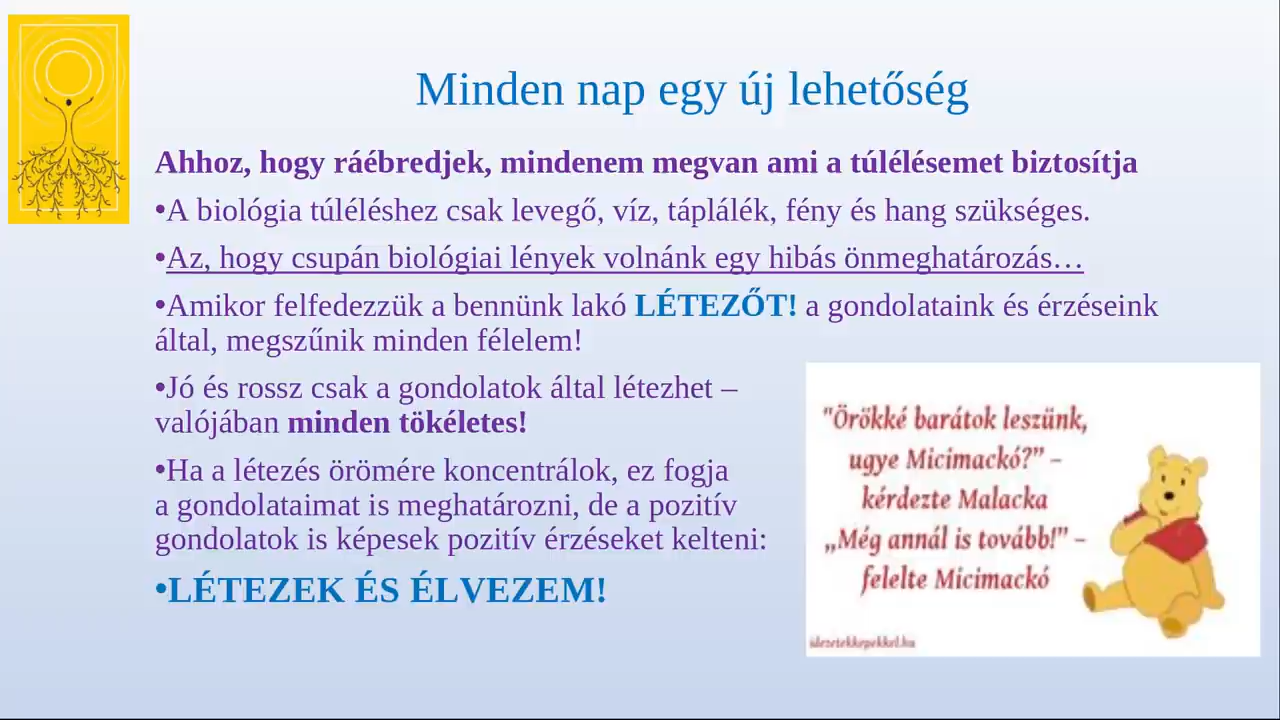 Minden nap egy új lehetőség
Ahhoz, hogy ráébredjek, mindenem megvan ami a túlélésemet biztosítja
•A biológia túléléshez csak levegő, víz, táplálék, fény és hang szükséges.
•Az, hogy csupán biológiai lények volnánk egy hibás önmeghatározás…
•Amikor felfedezzük a bennünk lakó LÉTEZŐT! a gondolataink és érzéseink
által, megszűnik minden félelem!
•Jó és rossz csak a gondolatok által létezhet –
valójában minden tökéletes!
•Ha a létezés örömére koncentrálok, ez fogja
a gondolataimat is meghatározni, de a pozitív
gondolatok is képesek pozitív érzéseket kelteni:
•LÉTEZEK ÉS ÉLVEZEM!
"Örökké barátok leszünk,
ugye Micimackó?" –
kérdezte Malacka
„Még annál is tovább!" –
felelte Micimackó
idezetekkepekkel.hu